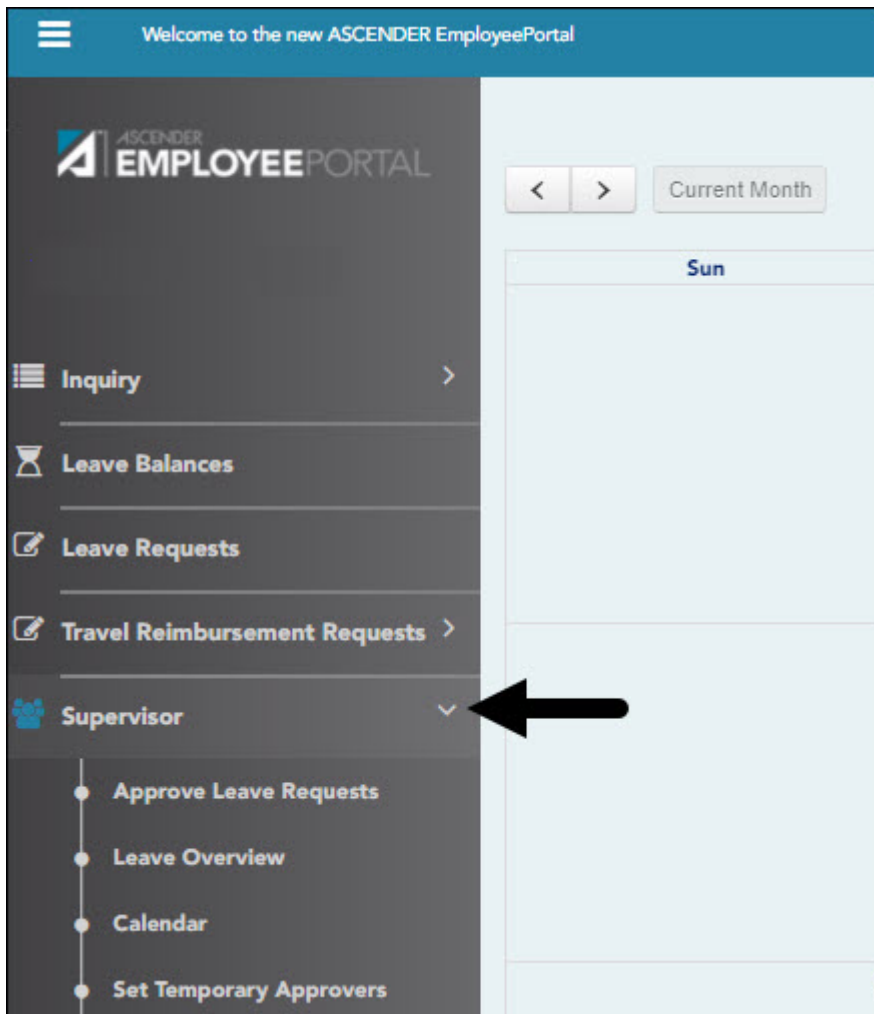 Welcome to the new ASCENDER EmployeePortal
ASCENDER
EMPLOYEEPORTAL
Current Month
Sun
Inquiry
Leave Balances
Leave Requests
Travel Reimbursement Requests
Supervisor
Approve Leave Requests
Leave Overview
Calendar
Set Temporary Approvers